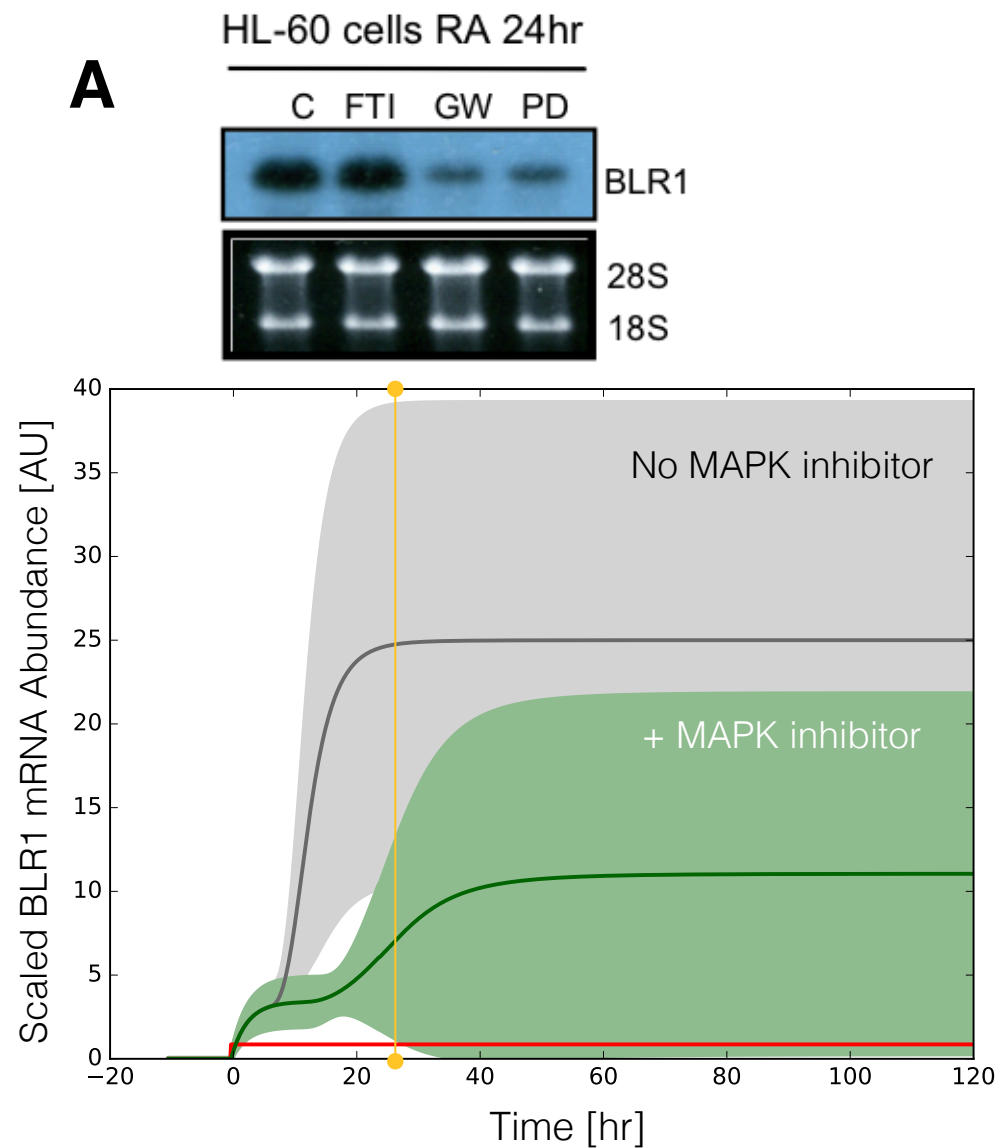 HL-60 cells RA 24hr
A
C FTI GW PD
BLR1
28S
18S
Scaled BLR1 mRNA Abundance [AU]
40
35
30
25
20
15
10
5
0
No MAPK inhibitor
+ MAPK inhibitor
−20 0 20 40 60 80 100 120
Time [hr]